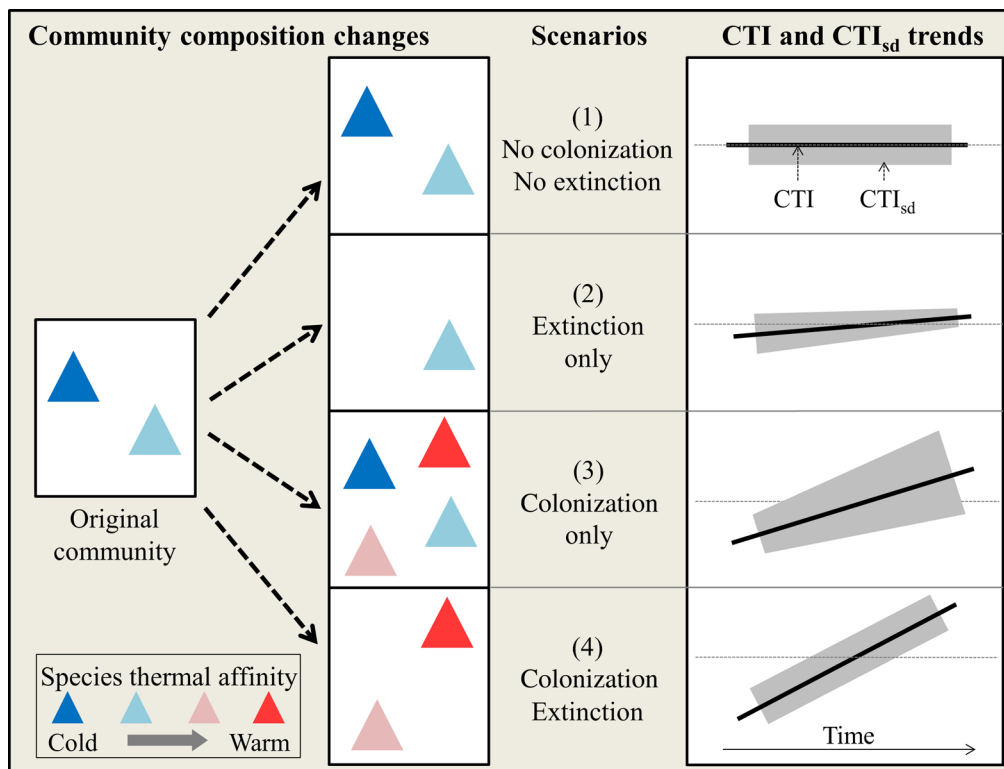 Community composition changes
Scenarios
CTI and CTIsd trends
(1)
No colonization
No extinction
CTI
CTIsd
(2)
Extinction
only
Original
community
(3)
Colonization
only
(4)
Colonization
Extinction
Time
Species thermal affinity
Cold
Warm